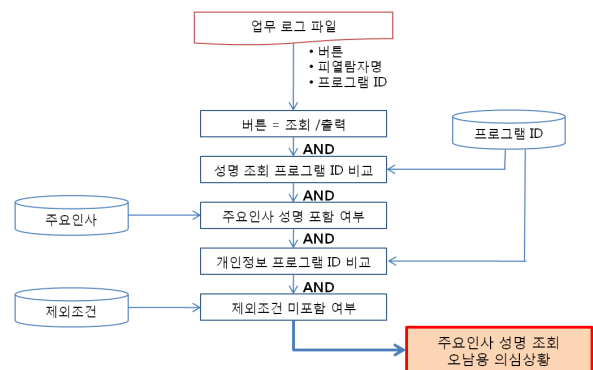 업무 로그 파일
• 버튼
• 피열람자명
• 프로그램 ID
버튼 = 조회 /출력
프로그램 ID
AND
성명 조회 프로그램 ID 비교
AND
주요인사
주요인사 성명 포함 여부
AND
개인정보 프로그램 ID 비교
AND
제외조건
제외조건 미포함 여부
주요인사 성명 조회
오남용 의심상황